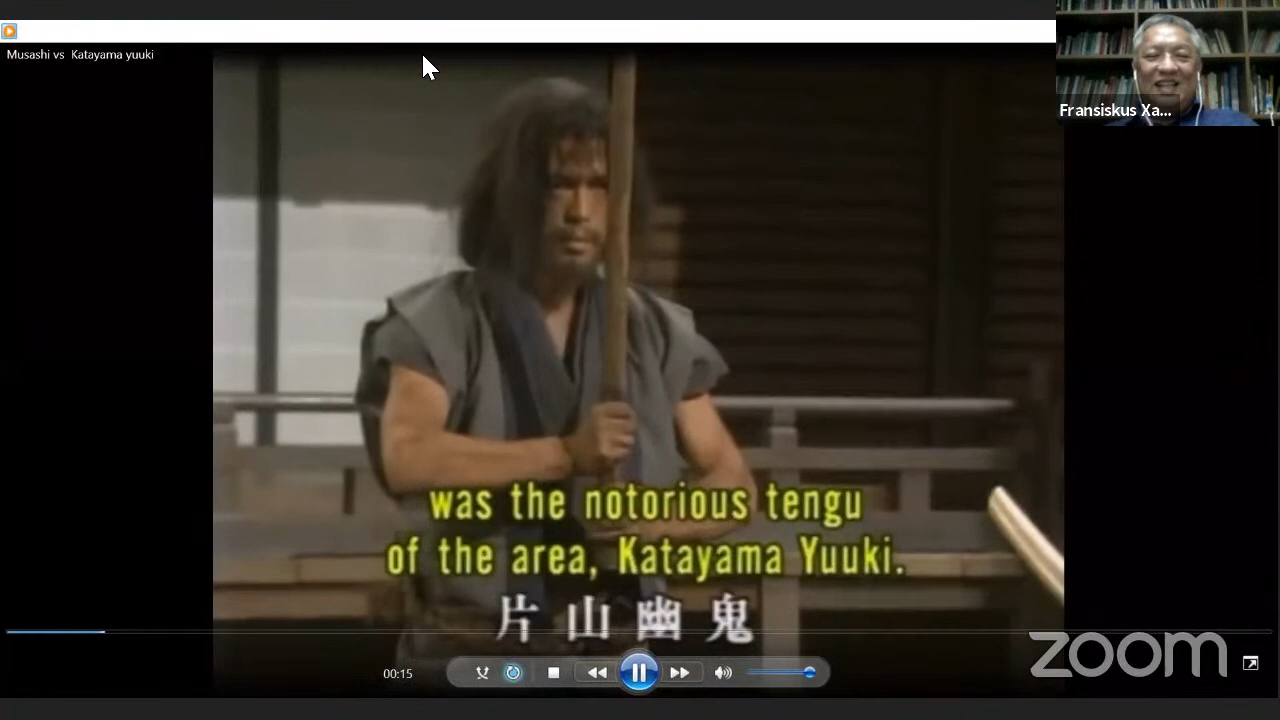 Musashi vs Katayama yuuki
Fransiskus Xa...
was the notorious tengu
of the area, Katayama Yuuki.
片山幽鬼
00:15
zoom